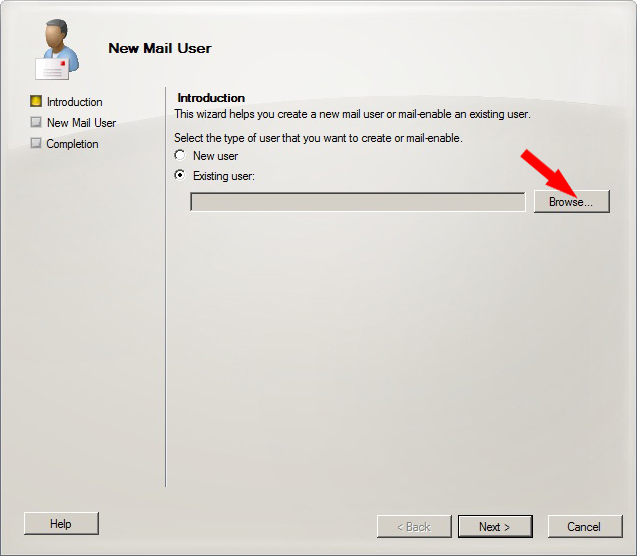 New Mail User
Introduction
New Mail User
Completion
Introduction
This wizard helps you create a new mail user or mail-enable an existing user.
Select the type of user that you want to create or mail-enable.
New user
Existing user:
Browse...
Help
< Back
Next >
Cancel